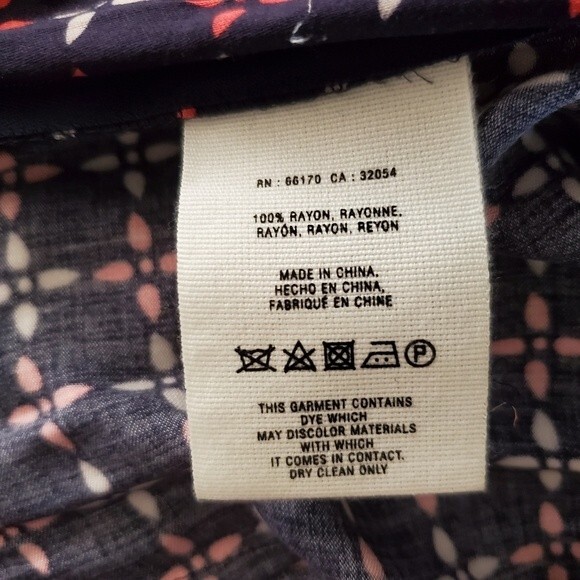 RN : 66170 CA : 32054
100% RAYON, RAYONNE,
RAYÓN, RAYON, REYON
MADE IN CHINA,
HECHO EN CHINA,
FABRIQUÉ EN CHINE
P
THIS GARMENT CONTAINS
DYE WHICH
MAY DISCOLOR MATERIALS
WITH WHICH
IT COMES IN CONTACT.
DRY CLEAN ONLY